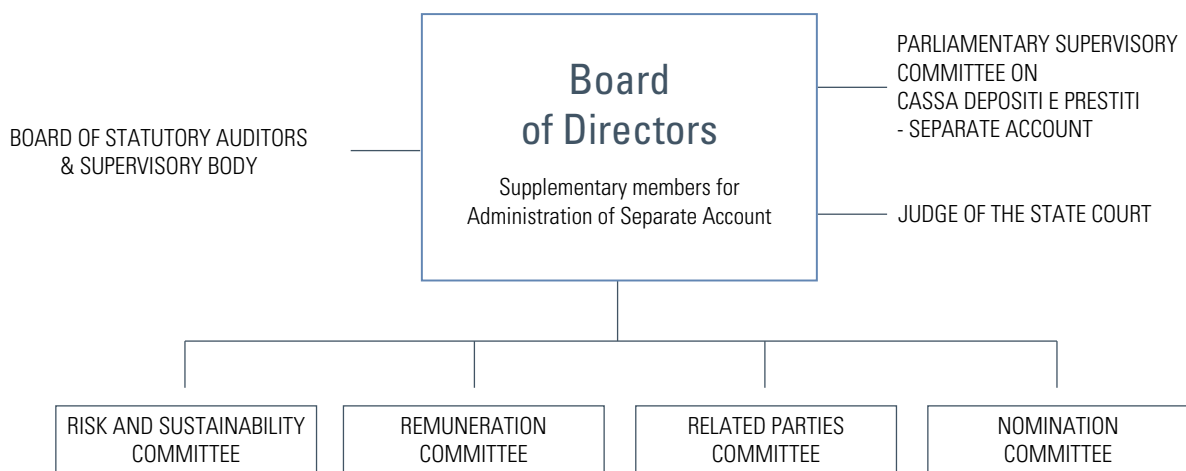 Board
of Directors
Supplementary members for
Administration of Separate Account
BOARD OF STATUTORY AUDITORS
& SUPERVISORY BODY
PARLIAMENTARY SUPERVISORY
COMMITTEE ON
CASSA DEPOSITI E PRESTITI
- SEPARATE ACCOUNT
JUDGE OF THE STATE COURT
RISK AND SUSTAINABILITY
COMMITTEE
REMUNERATION
COMMITTEE
RELATED PARTIES
COMMITTEE
NOMINATION
COMMITTEE